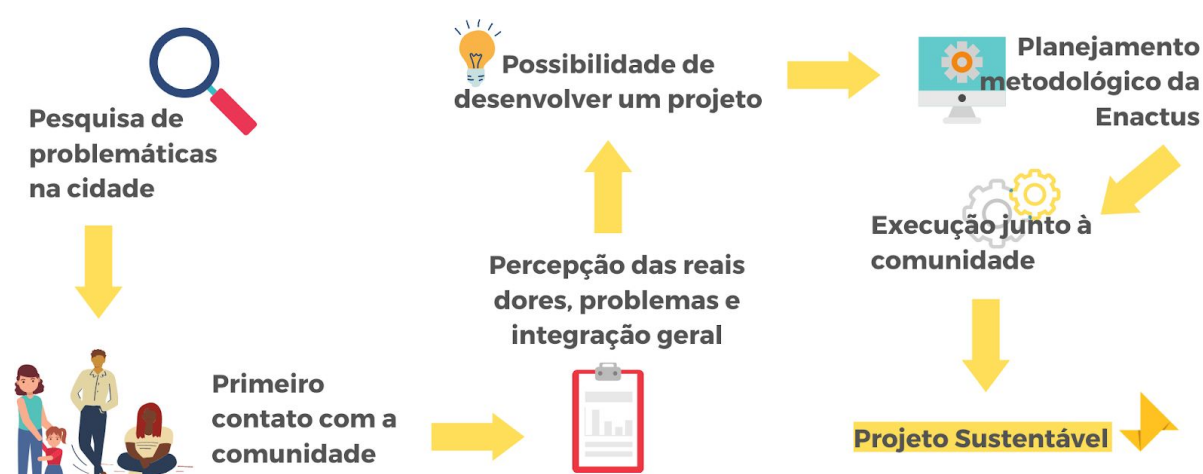 Pesquisa de
problemáticas
na cidade
Primeiro
contato com a
comunidade
Percepção das reais
dores, problemas e
integração geral
Possibilidade de
desenvolver um projeto
Planejamento
metodológico da
Enactus
Execução junto à
comunidade
Projeto Sustentável